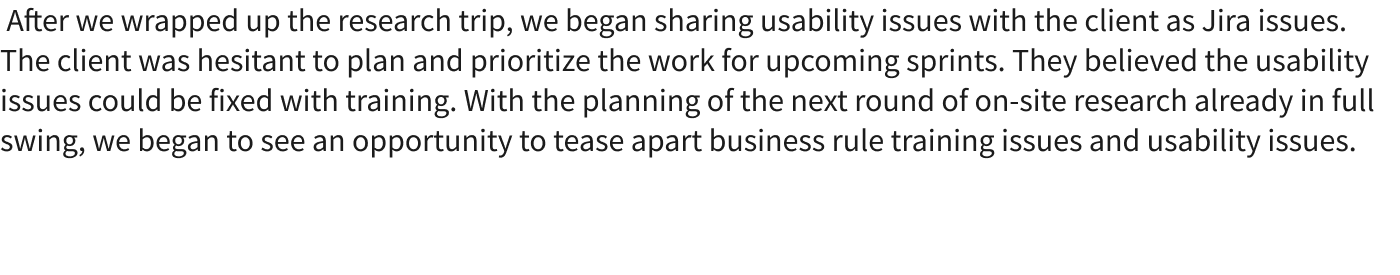 After we wrapped up the research trip, we began sharing usability issues with the client as Jira issues.
The client was hesitant to plan and prioritize the work for upcoming sprints. They believed the usability
issues could be fixed with training. With the planning of the next round of on-site research already in full
swing, we began to see an opportunity to tease apart business rule training issues and usability issues.